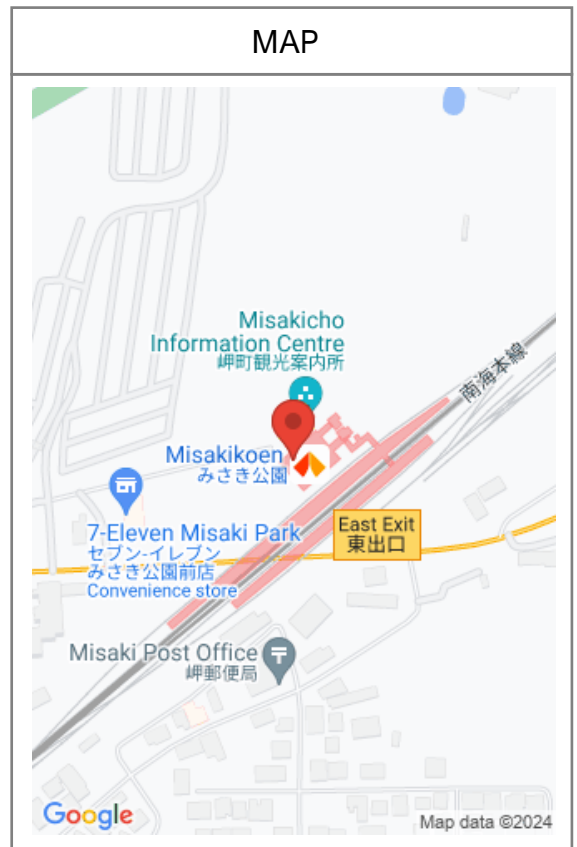 MAP
Misakicho
Information Centre
岬町観光案内所
南海本線
Misakikoen
みさき公園
East Exit
東出口
7-Eleven Misaki Park
セブン-イレブン
みさき公園前店
Convenience store
Misaki Post Office
岬郵便局
Google
Map data ©2024